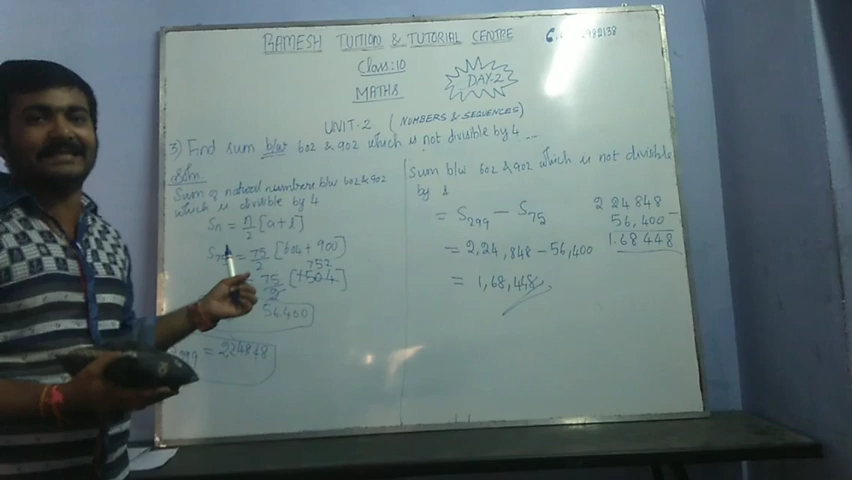 RAMESH TUITION & TUTORIAL CENTRE
Class:10
DAY-2
MATHS
UNIT-2 (NUMBERS & SEQUENCES)
3) Find sum b/w 602 & 902 which is not divisible by 4
Soln.
Sum of natural numbers b/w 602 & 902
which is divisible by 4
Sn = n/2 [a + l]
S75 = 75/2 [604 + 900]
752
= 75/2 [1504]
56,400
= 224848
Sum b/w 602 & 902 which is not divisible
by
= S299 − S75
= 2,24,848 − 56,400
= 1,68,448
2 24 848
56,400 −
1,68 448